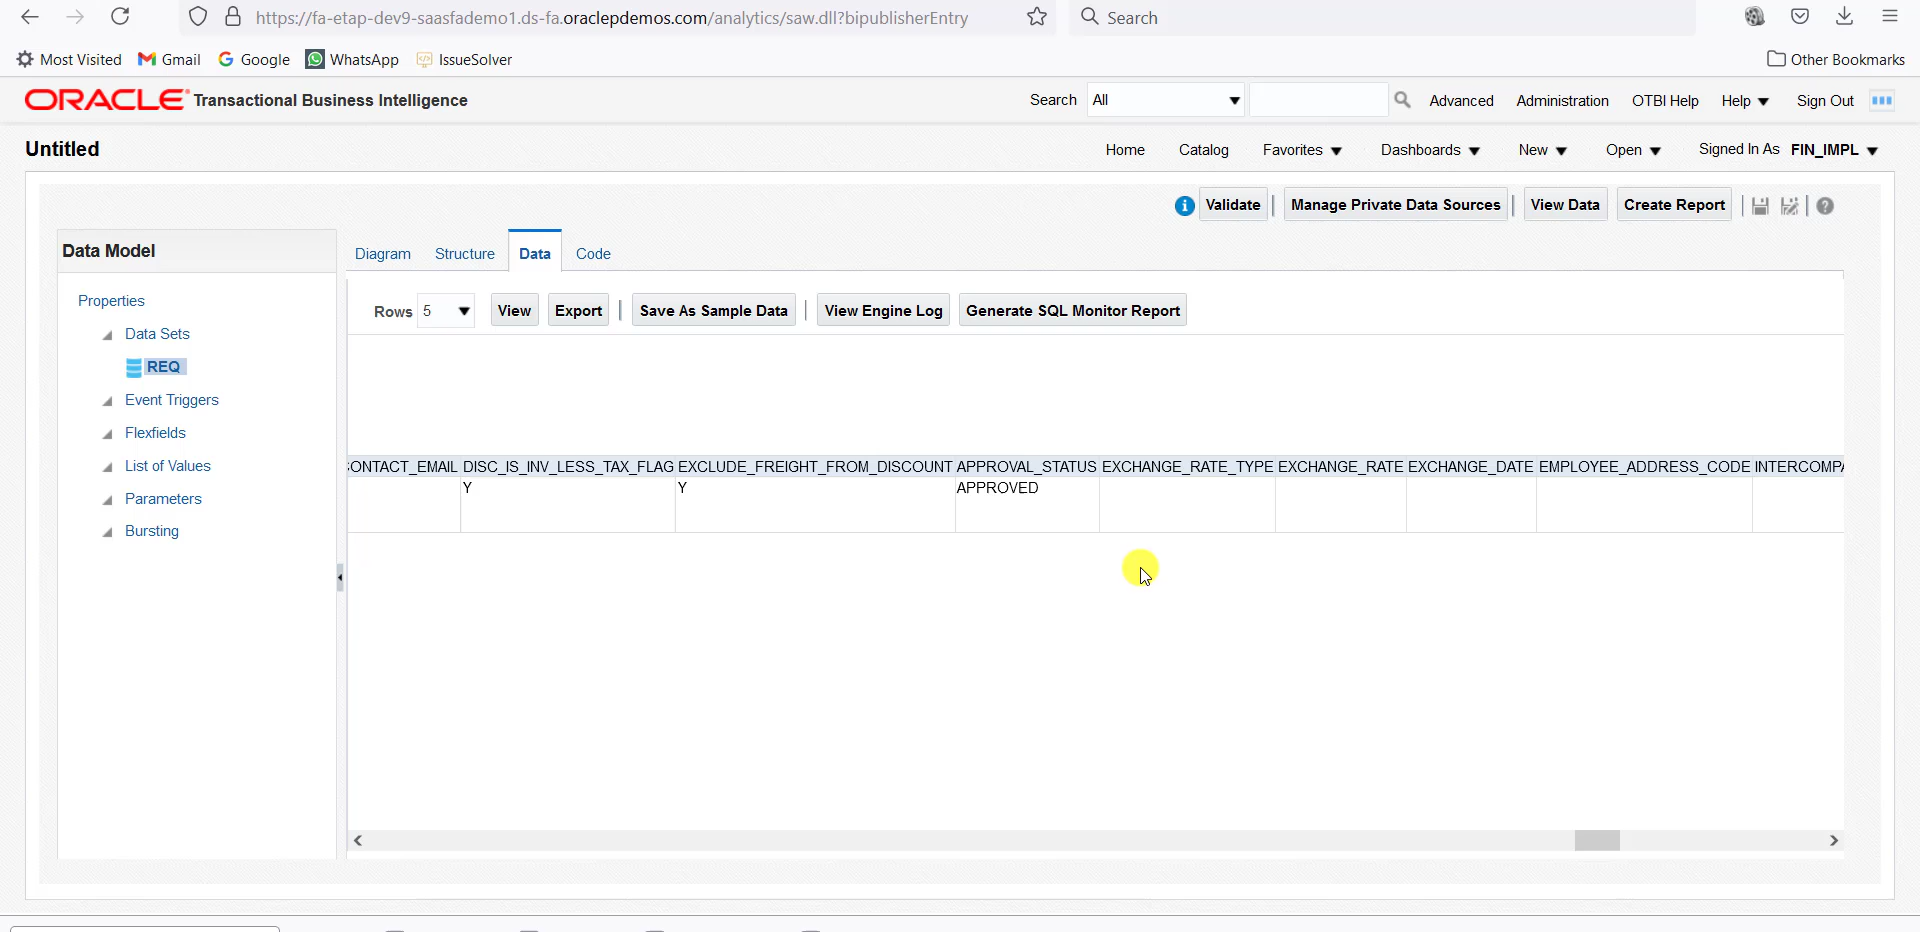 https://fa-etap-dev9-saasfademo1.ds-fa.oraclepdemos.com/analytics/saw.dll?bipublisherEntry
Search
Most Visited
Gmail
Google
WhatsApp
IssueSolver
Other Bookmarks
ORACLE Transactional Business Intelligence
Search All
Advanced Administration OTBI Help Help Sign Out
Untitled
Home Catalog Favorites Dashboards New Open Signed In As FIN_IMPL
Validate Manage Private Data Sources View Data Create Report
Data Model
Properties
Data Sets
REQ
Event Triggers
Flexfields
List of Values
Parameters
Bursting
Diagram Structure Data Code
Rows 5 View Export Save As Sample Data View Engine Log Generate SQL Monitor Report
ONTACT_EMAIL DISC_IS_INV_LESS_TAX_FLAG EXCLUDE_FREIGHT_FROM_DISCOUNT APPROVAL_STATUS EXCHANGE_RATE_TYPE EXCHANGE_RATE EXCHANGE_DATE EMPLOYEE_ADDRESS_CODE INTERCOMPA
Y Y APPROVED